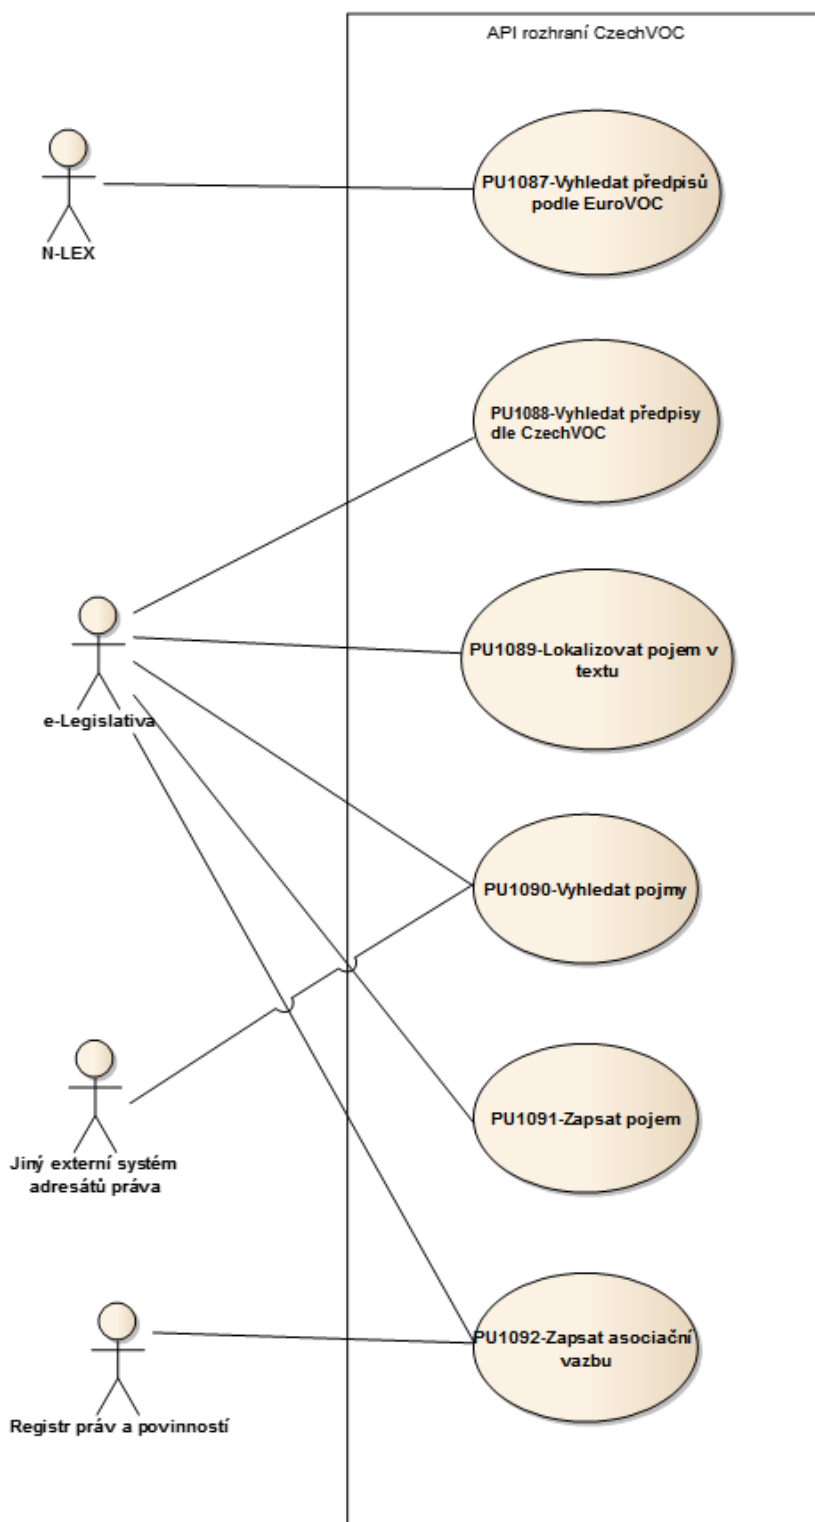 API rozhraní CzechVOC
PU1087-Vyhledat předpisů
podle EuroVOC
N-LEX
PU1088-Vyhledat předpisy
dle CzechVOC
PU1089-Lokalizovat pojem v
textu
e-Legislativa
PU1090-Vyhledat pojmy
PU1091-Zapsat pojem
Jiný externí systém
adresátů práva
PU1092-Zapsat asociační
vazbu
Registr práv a povinností